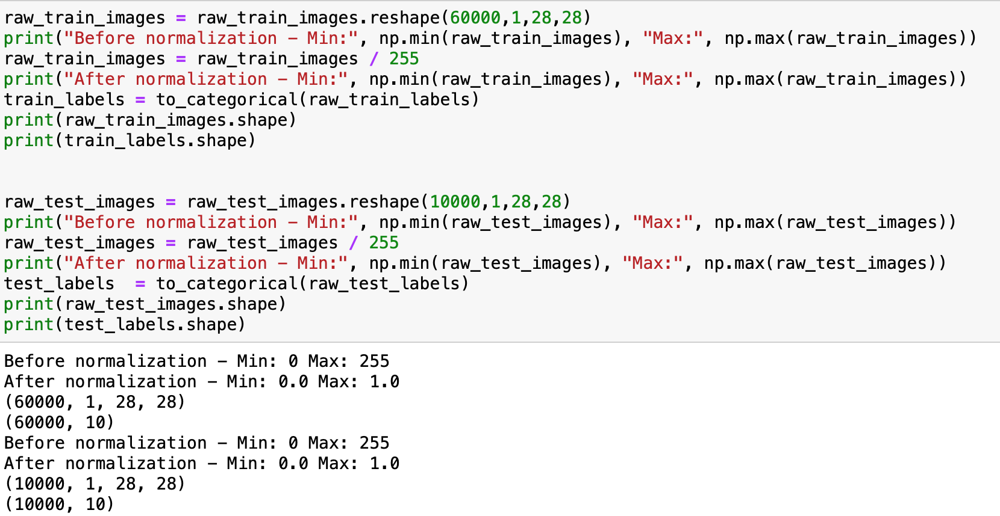 raw_train_images = raw_train_images.reshape(60000,1,28,28)
print("Before normalization – Min:", np.min(raw_train_images), "Max:", np.max(raw_train_images))
raw_train_images = raw_train_images / 255
print("After normalization – Min:", np.min(raw_train_images), "Max:", np.max(raw_train_images))
train_labels = to_categorical(raw_train_labels)
print(raw_train_images.shape)
print(train_labels.shape)
raw_test_images = raw_test_images.reshape(10000,1,28,28)
print("Before normalization – Min:", np.min(raw_test_images), "Max:", np.max(raw_test_images))
raw_test_images = raw_test_images / 255
print("After normalization – Min:", np.min(raw_test_images), "Max:", np.max(raw_test_images))
test_labels  = to_categorical(raw_test_labels)
print(raw_test_images.shape)
print(test_labels.shape)
Before normalization – Min: 0 Max: 255
After normalization – Min: 0.0 Max: 1.0
(60000, 1, 28, 28)
(60000, 10)
Before normalization – Min: 0 Max: 255
After normalization – Min: 0.0 Max: 1.0
(10000, 1, 28, 28)
(10000, 10)